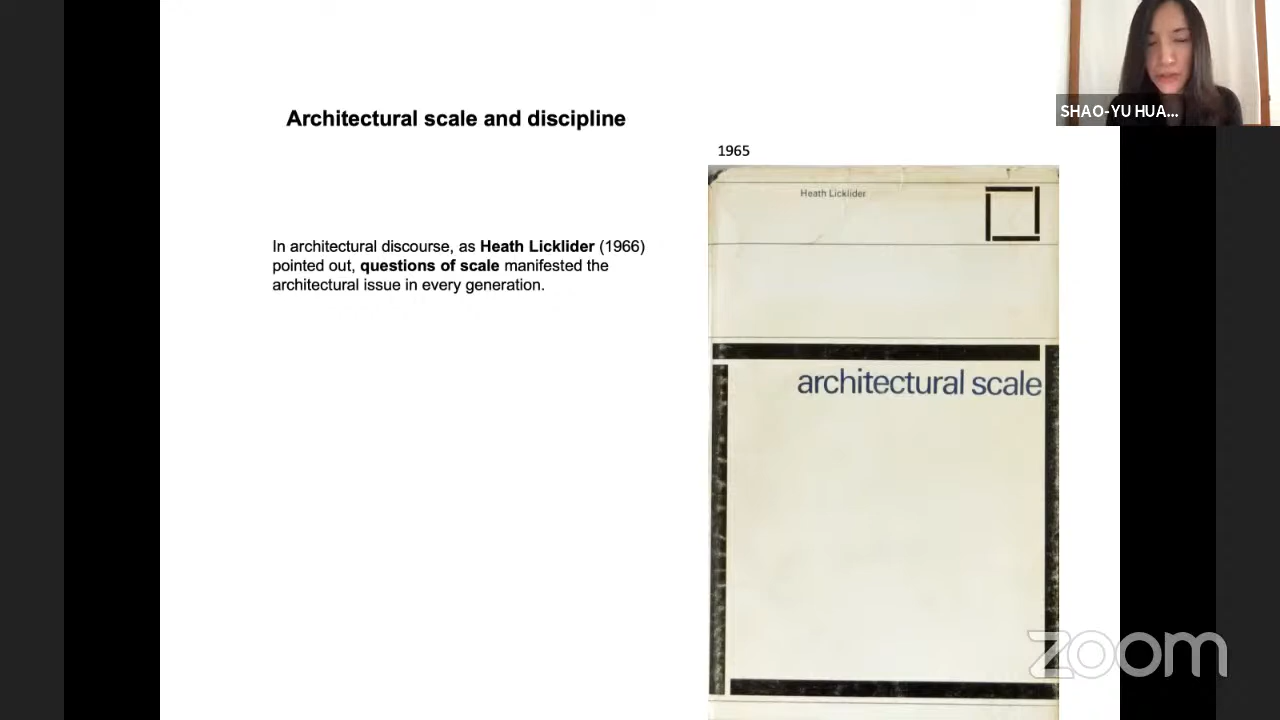 SHAO-YU HUA...
Architectural scale and discipline
1965
Heath Licklider
In architectural discourse, as Heath Licklider (1966)
pointed out, questions of scale manifested the
architectural issue in every generation.
architectural scale
zoom